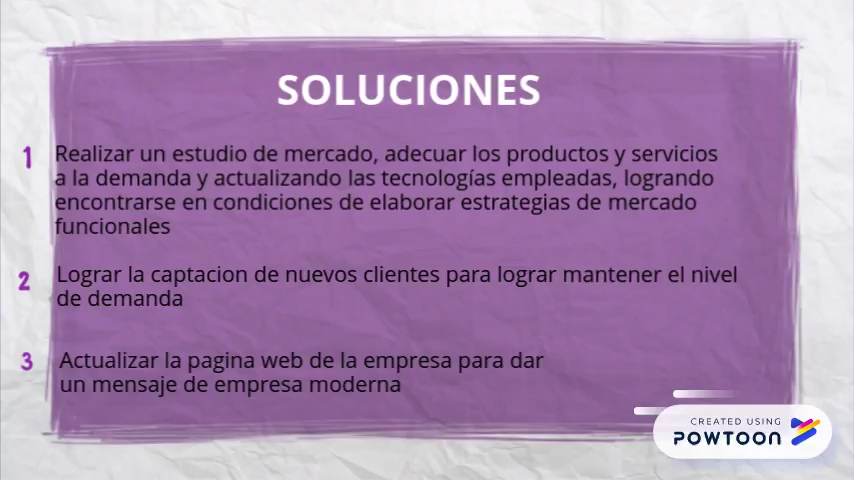 SOLUCIONES
1 Realizar un estudio de mercado, adecuar los productos y servicios
a la demanda y actualizando las tecnologías empleadas, logrando
encontrarse en condiciones de elaborar estrategias de mercado
funcionales
2 Lograr la captacion de nuevos clientes para lograr mantener el nivel
de demanda
3 Actualizar la pagina web de la empresa para dar
un mensaje de empresa moderna
CREATED USING
POWTOON